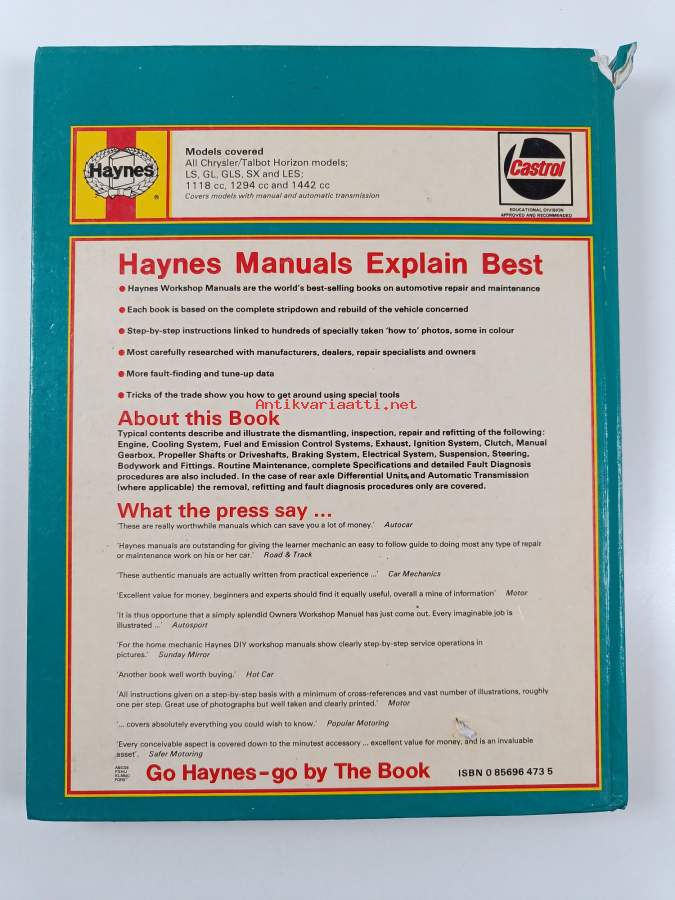 Haynes
®
Models covered
All Chrysler/Talbot Horizon models;
LS, GL, GLS, SX and LES;
1118 cc, 1294 cc and 1442 cc
Covers models with manual and automatic transmission
Castrol
EDUCATIONAL DIVISION
APPROVED AND RECOMMENDED
Haynes Manuals Explain Best
● Haynes Workshop Manuals are the world's best-selling books on automotive repair and maintenance
● Each book is based on the complete stripdown and rebuild of the vehicle concerned
● Step-by-step instructions linked to hundreds of specially taken 'how to' photos, some in colour
● Most carefully researched with manufacturers, dealers, repair specialists and owners
● More fault-finding and tune-up data
● Tricks of the trade show you how to get around using special tools
Antikvariaatti.net
About this Book
Typical contents describe and illustrate the dismantling, inspection, repair and refitting of the following:
Engine, Cooling System, Fuel and Emission Control Systems, Exhaust, Ignition System, Clutch, Manual
Gearbox, Propeller Shafts or Driveshafts, Braking System, Electrical System, Suspension, Steering,
Bodywork and Fittings. Routine Maintenance, complete Specifications and detailed Fault Diagnosis
procedures are also included. In the case of rear axle Differential Units, and Automatic Transmission
(where applicable) the removal, refitting and fault diagnosis procedures only are covered.
What the press say ...
'These are really worthwhile manuals which can save you a lot of money.' Autocar
'Haynes manuals are outstanding for giving the learner mechanic an easy to follow guide to doing most any type of repair
or maintenance work on his or her car.' Road & Track
'These authentic manuals are actually written from practical experience ...' Car Mechanics
'Excellent value for money, beginners and experts should find it equally useful, overall a mine of information' Motor
'It is thus opportune that a simply splendid Owners Workshop Manual has just come out. Every imaginable job is
illustrated ...' Autosport
'For the home mechanic Haynes DIY workshop manuals show clearly step-by-step service operations in
pictures.' Sunday Mirror
'Another book well worth buying.' Hot Car
'All instructions given on a step-by-step basis with a minimum of cross-references and vast number of illustrations, roughly
one per step. Great use of photographs but well taken and clearly printed.' Motor
'... covers absolutely everything you could wish to know.' Popular Motoring
'Every conceivable aspect is covered down to the minutest accessory ... excellent value for money, and is an invaluable
asset'. Safer Motoring
ABCDE
FGHIJ
KLMNO
Go Haynes–go by The Book
ISBN 0 85696 473 5